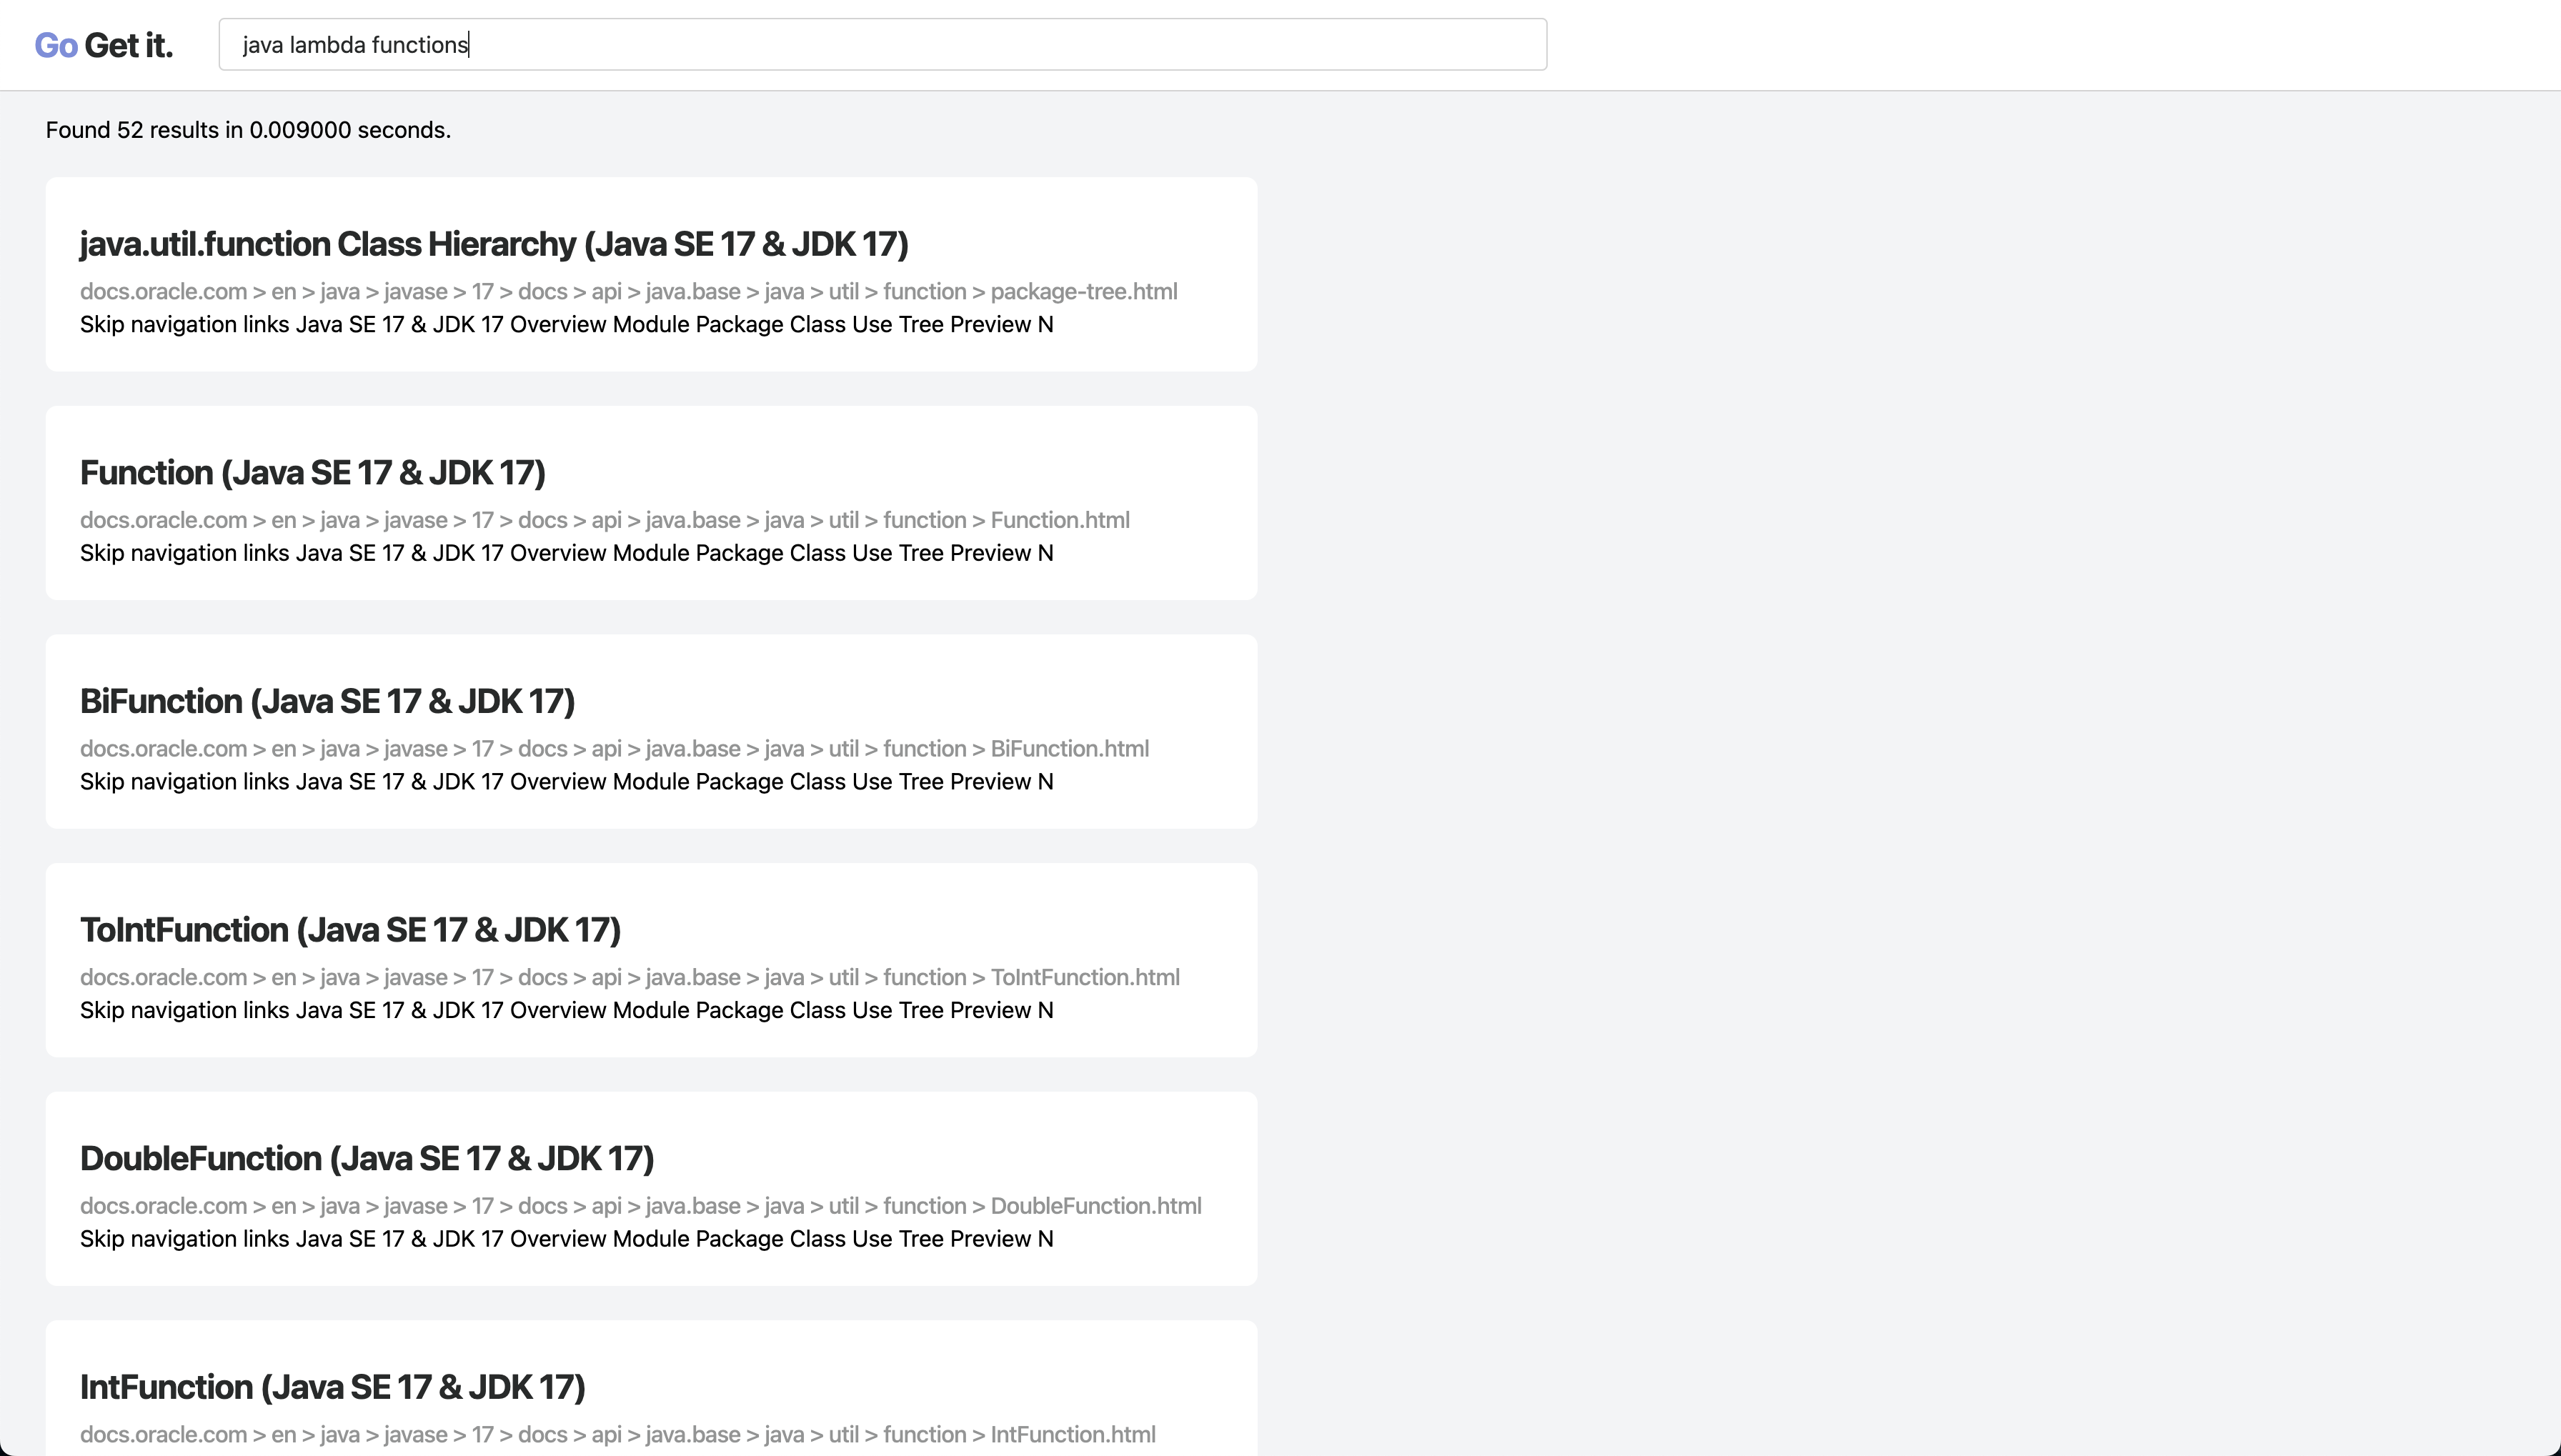 Go Get it.
java lambda functions
Found 52 results in 0.009000 seconds.
java.util.function Class Hierarchy (Java SE 17 & JDK 17)
docs.oracle.com > en > java > javase > 17 > docs > api > java.base > java > util > function > package-tree.html
Skip navigation links Java SE 17 & JDK 17 Overview Module Package Class Use Tree Preview N
Function (Java SE 17 & JDK 17)
docs.oracle.com > en > java > javase > 17 > docs > api > java.base > java > util > function > Function.html
Skip navigation links Java SE 17 & JDK 17 Overview Module Package Class Use Tree Preview N
BiFunction (Java SE 17 & JDK 17)
docs.oracle.com > en > java > javase > 17 > docs > api > java.base > java > util > function > BiFunction.html
Skip navigation links Java SE 17 & JDK 17 Overview Module Package Class Use Tree Preview N
ToIntFunction (Java SE 17 & JDK 17)
docs.oracle.com > en > java > javase > 17 > docs > api > java.base > java > util > function > ToIntFunction.html
Skip navigation links Java SE 17 & JDK 17 Overview Module Package Class Use Tree Preview N
DoubleFunction (Java SE 17 & JDK 17)
docs.oracle.com > en > java > javase > 17 > docs > api > java.base > java > util > function > DoubleFunction.html
Skip navigation links Java SE 17 & JDK 17 Overview Module Package Class Use Tree Preview N
IntFunction (Java SE 17 & JDK 17)
docs.oracle.com > en > java > javase > 17 > docs > api > java.base > java > util > function > IntFunction.html